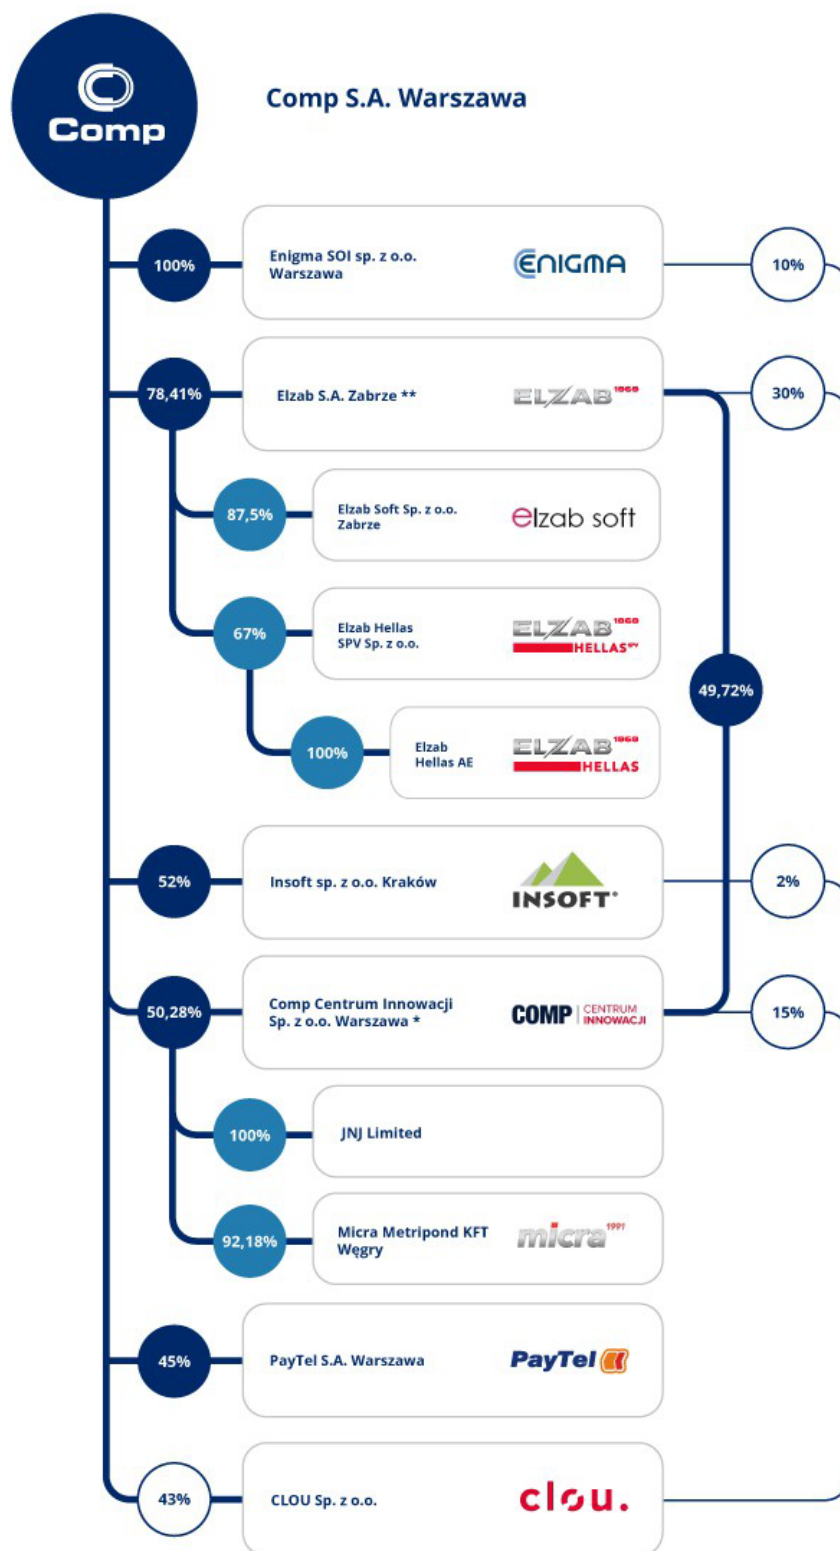 Comp
Comp S.A. Warszawa
100%
Enigma SOI sp. z o.o.
Warszawa
ENIGMA
10%
78,41%
Elzab S.A. Zabrze **
ELZAB 1969
30%
87,5%
Elzab Soft Sp. z o.o.
Zabrze
elzab soft
67%
Elzab Hellas
SPV Sp. z o.o.
ELZAB 1969
HELLAS SPV
49,72%
100%
Elzab
Hellas AE
ELZAB 1969
HELLAS
52%
Insoft sp. z o.o. Kraków
INSOFT®
2%
50,28%
Comp Centrum Innowacji
Sp. z o.o. Warszawa *
COMP CENTRUM
INNOWACJI
15%
100%
JNJ Limited
92,18%
Micra Metripond KFT
Węgry
micra 1991
45%
PayTel S.A. Warszawa
PayTel
43%
CLOU Sp. z o.o.
clou.